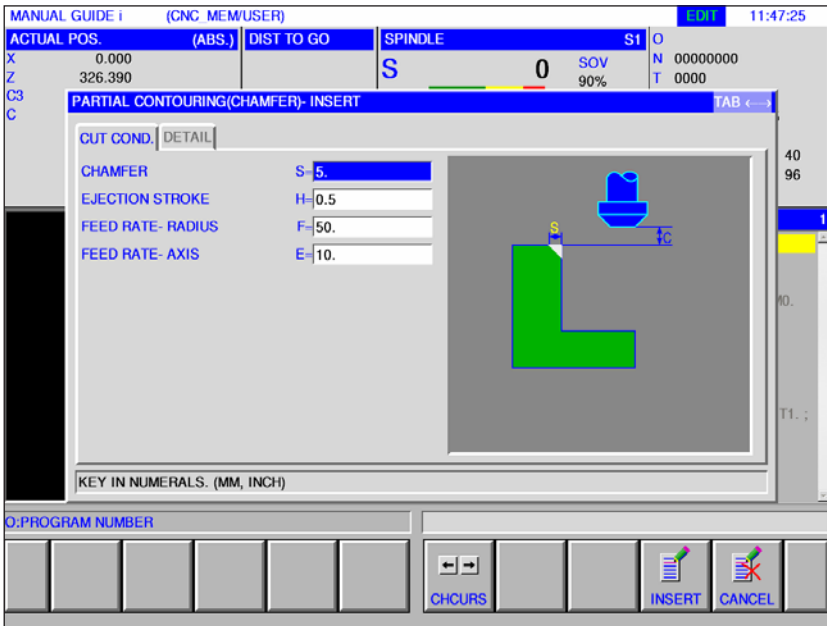 MANUAL GUIDE i (CNC_MEM/USER) EDIT 11:47:25
ACTUAL POS. (ABS.) DIST TO GO SPINDLE S1 O
X 0.000 S 0 SOV N 00000000
Z 326.390 90% T 0000
C3
C
PARTIAL CONTOURING(CHAMFER)- INSERT TAB ←→
CUT COND. DETAIL
CHAMFER S=5.
EJECTION STROKE H=0.5
FEED RATE- RADIUS F=50.
FEED RATE- AXIS E=10.
S
C
40
96
1
M0.
T1. ;
KEY IN NUMERALS. (MM, INCH)
O:PROGRAM NUMBER
CHCURS INSERT CANCEL